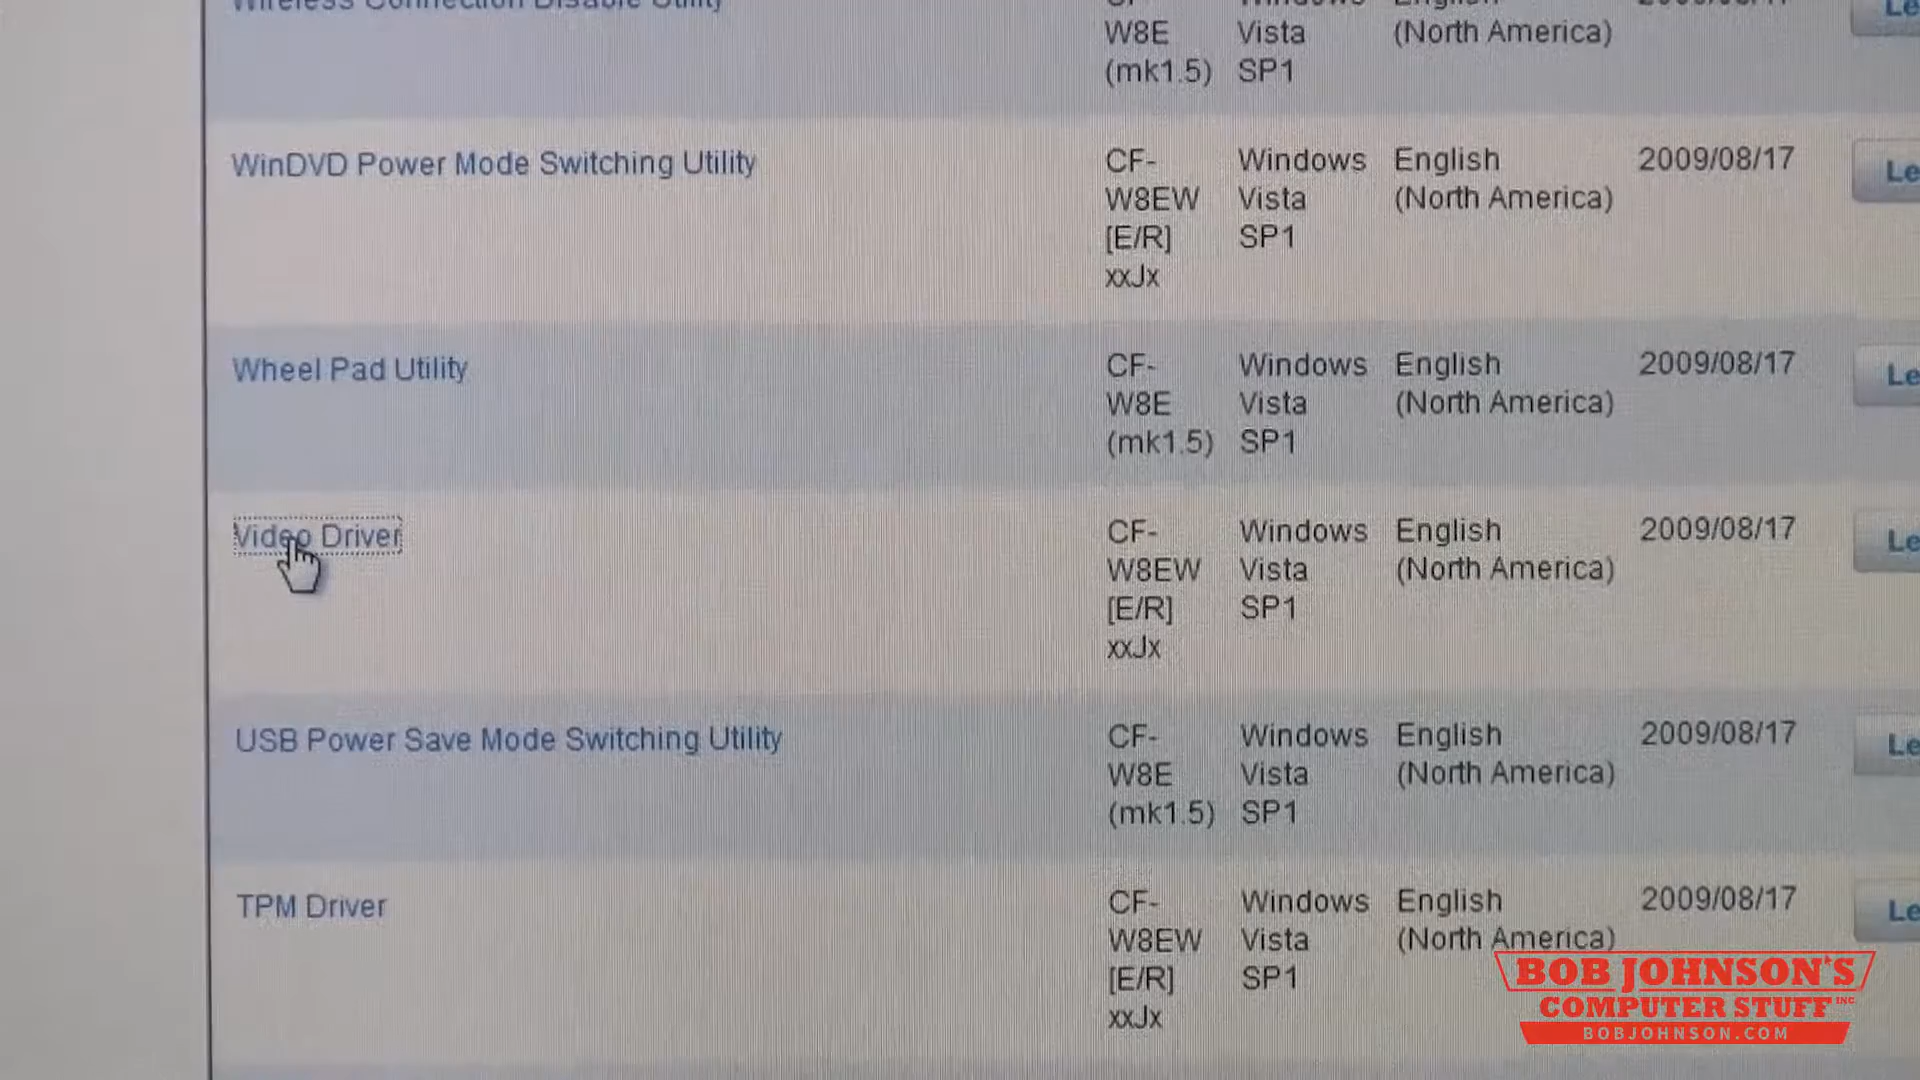 Wireless Connection Disable Utility
W8E Vista (North America)
(mk1.5) SP1
WinDVD Power Mode Switching Utility CF- Windows English 2009/08/17 Le
W8EW Vista (North America)
[E/R] SP1
xxJx
Wheel Pad Utility CF- Windows English 2009/08/17 Le
W8E Vista (North America)
(mk1.5) SP1
Video Driver CF- Windows English 2009/08/17 Le
W8EW Vista (North America)
[E/R] SP1
xxJx
USB Power Save Mode Switching Utility CF- Windows English 2009/08/17 Le
W8E Vista (North America)
(mk1.5) SP1
TPM Driver CF- Windows English 2009/08/17 Le
W8EW Vista (North America)
[E/R] SP1
xxJx
BOB JOHNSON'S
COMPUTER STUFF INC
BOBJOHNSON.COM